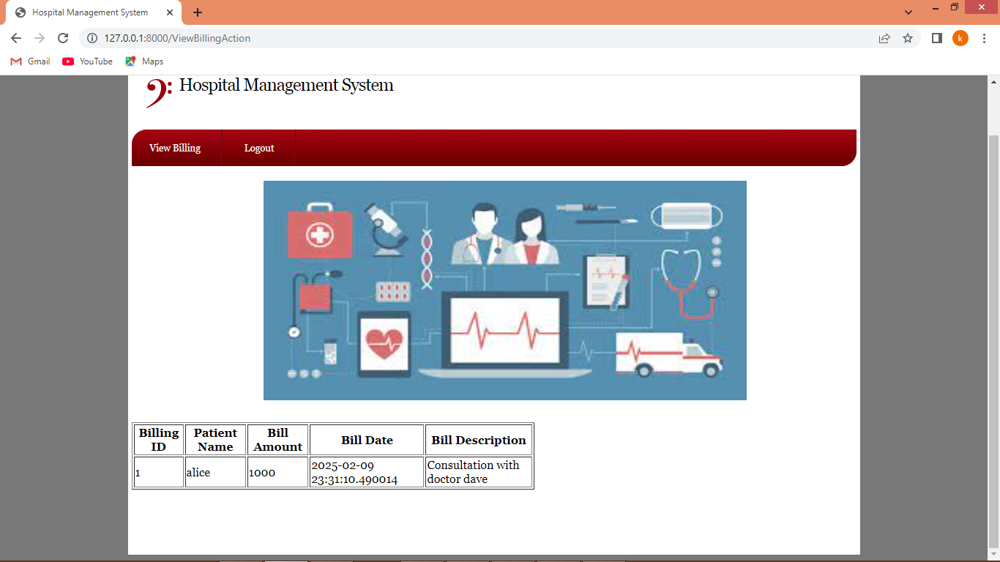 Hospital Management System
127.0.0.1:8000/ViewBillingAction
k
Gmail
YouTube
Maps
Hospital Management System
View Billing
Logout
Billing ID
Patient Name
Bill Amount
Bill Date
Bill Description
1
alice
1000
2025-02-09
23:31:10.490014
Consultation with
doctor dave